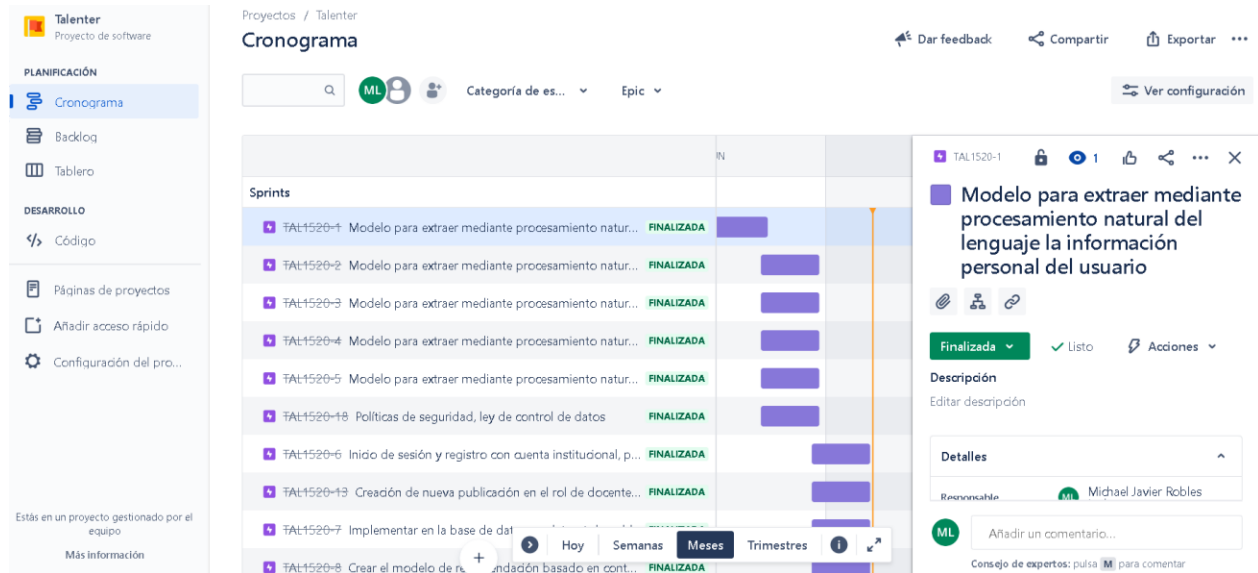 Talenter
Proyecto de software
PLANIFICACIÓN
Cronograma
Backlog
Tablero
DESARROLLO
Código
Páginas de proyectos
Añadir acceso rápido
Configuración del pro...
Estás en un proyecto gestionado por el
equipo
Más información
Proyectos / Talenter
Cronograma
Dar feedback
Compartir
Exportar
ML
Categoría de es...
Epic
Ver configuración
Sprints
TAL1520-1 Modelo para extraer mediante procesamiento natur... FINALIZADA
TAL1520-2 Modelo para extraer mediante procesamiento natur... FINALIZADA
TAL1520-3 Modelo para extraer mediante procesamiento natur... FINALIZADA
TAL1520-4 Modelo para extraer mediante procesamiento natur... FINALIZADA
TAL1520-5 Modelo para extraer mediante procesamiento natur... FINALIZADA
TAL1520-18 Políticas de seguridad, ley de control de datos FINALIZADA
TAL1520-6 Inicio de sesión y registro con cuenta institucional, p... FINALIZADA
TAL1520-13 Creación de nueva publicación en el rol de docente... FINALIZADA
TAL1520-7 Implementar en la base de
TAL1520-8 Crear el modelo de basado en cont... FINALIZADA
Hoy
Semanas
Meses
Trimestres
TAL1520-1
1
Modelo para extraer mediante
procesamiento natural del
lenguaje la información
personal del usuario
Finalizada
Listo
Acciones
Descripción
Editar descripción
Detalles
Responsable
ML
Michael Javier Robles
ML
Añadir un comentario...
Consejo de expertos: pulsa M para comentar